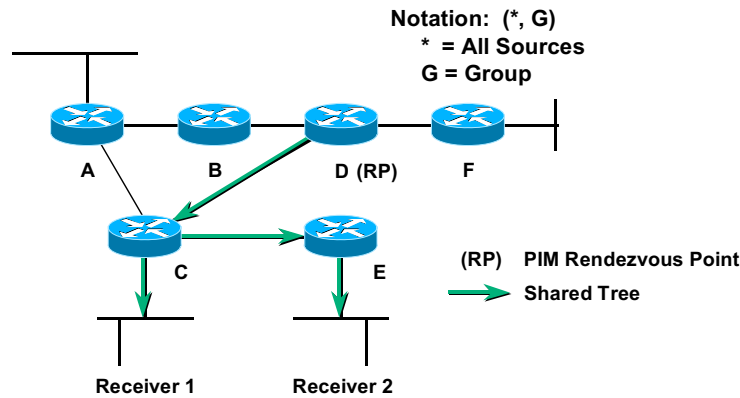 Notation: (*, G)
* = All Sources
G = Group
A
B
D (RP)
F
C
E
(RP) PIM Rendezvous Point
Shared Tree
Receiver 1
Receiver 2